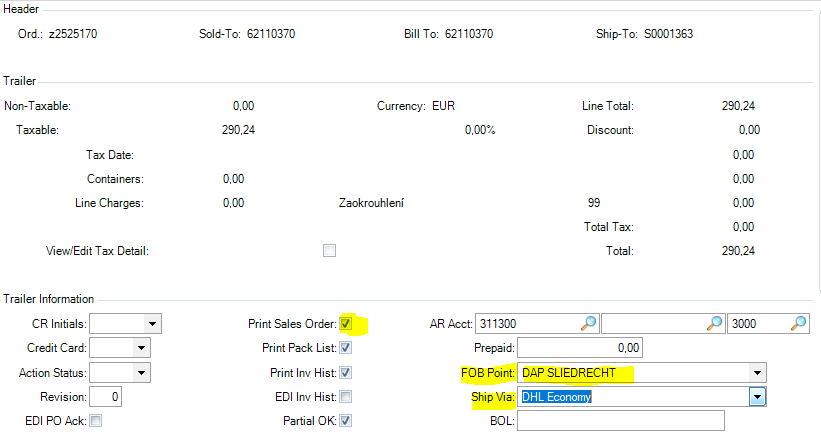 Header
Ord.: z2525170 Sold-To: 62110370 Bill To: 62110370 Ship-To: S0001363
Trailer
Non-Taxable: 0,00 Currency: EUR Line Total: 290,24
Taxable: 290,24 0,00% Discount: 0,00
Tax Date: 0,00
Containers: 0,00 0,00
Line Charges: 0,00 Zaokrouhlení 99 0,00
Total Tax: 0,00
View/Edit Tax Detail: Total: 290,24
Trailer Information
CR Initials: Print Sales Order: AR Acct: 311300 3000
Credit Card: Print Pack List: Prepaid: 0,00
Action Status: Print Inv Hist: FOB Point: DAP SLIEDRECHT
Revision: 0 EDI Inv Hist: Ship Via: DHL Economy
EDI PO Ack: Partial OK: BOL: